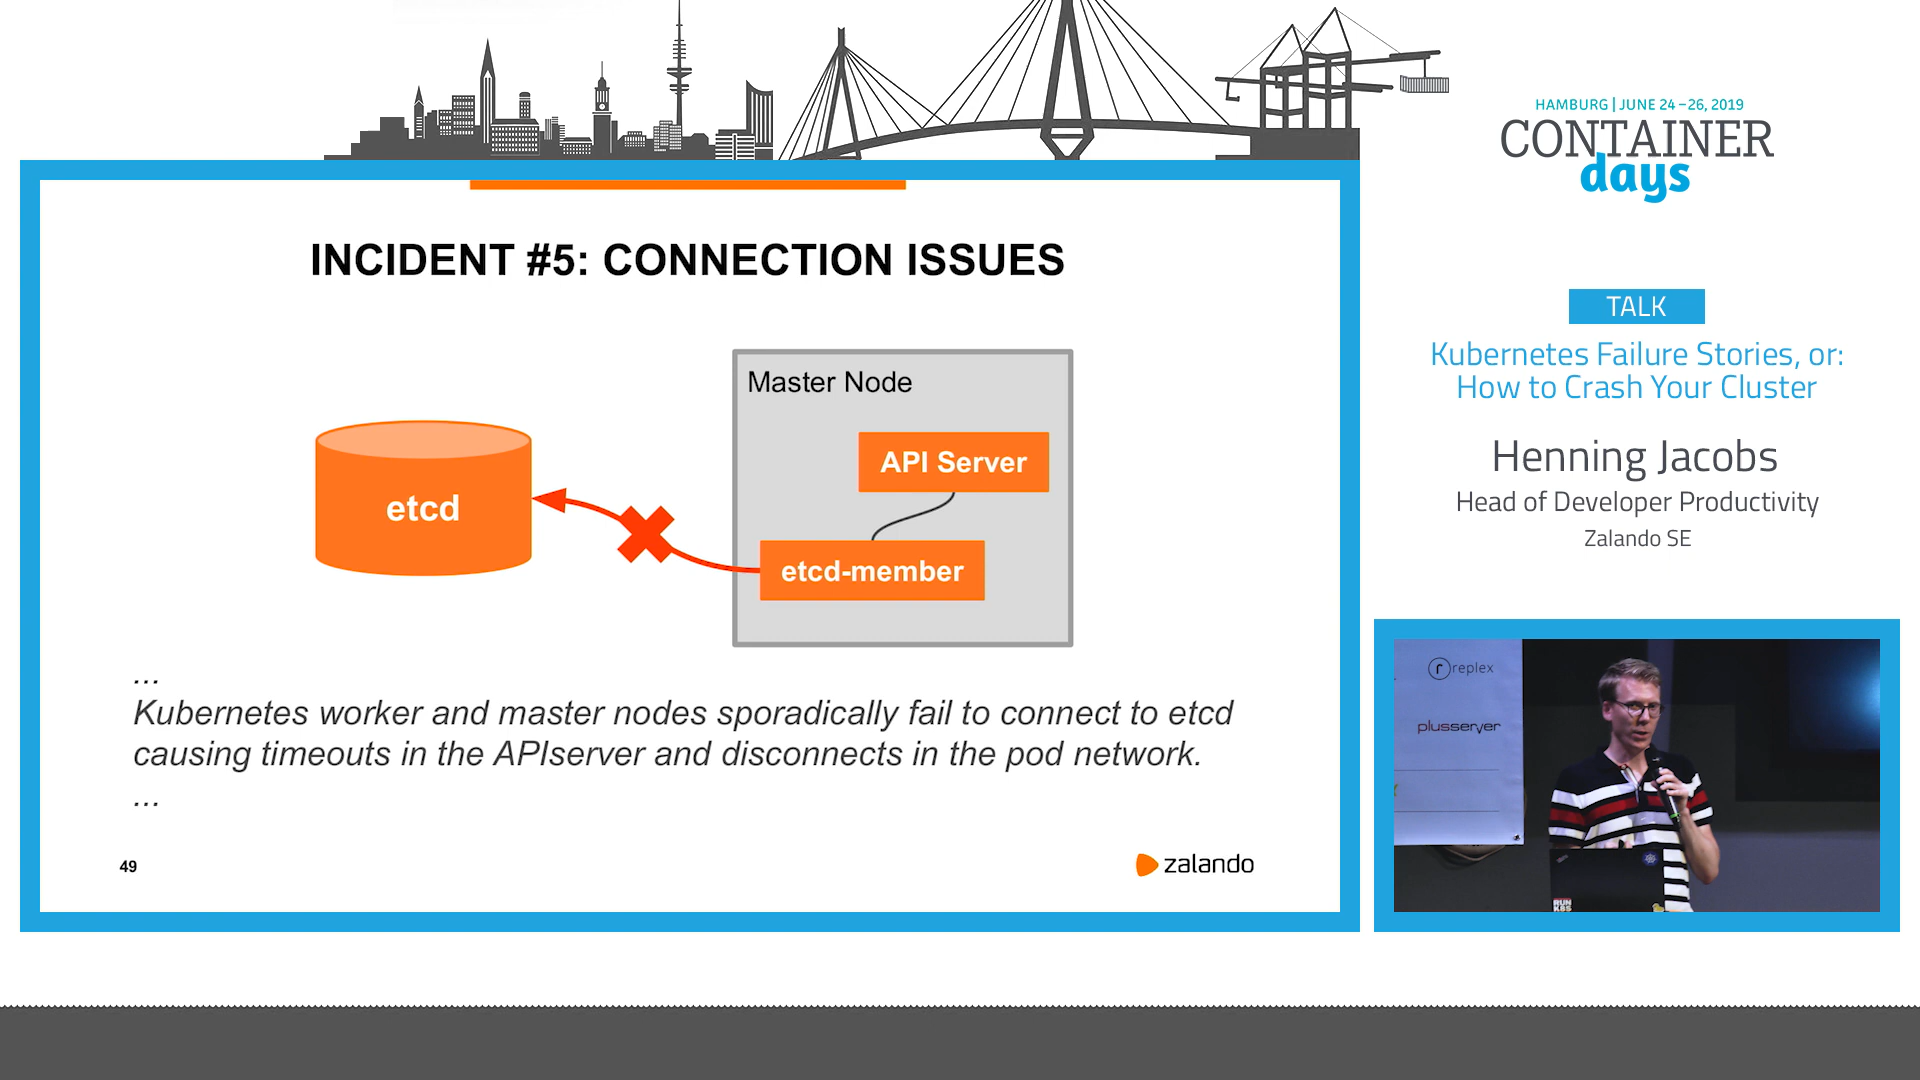 HAMBURG | JUNE 24 – 26, 2019
CONTAINER
days
INCIDENT #5: CONNECTION ISSUES
Master Node
API Server
etcd
etcd-member
...
Kubernetes worker and master nodes sporadically fail to connect to etcd
causing timeouts in the APIserver and disconnects in the pod network.
...
49
zalando
TALK
Kubernetes Failure Stories, or:
How to Crash Your Cluster
Henning Jacobs
Head of Developer Productivity
Zalando SE
r replex
plusserver
RUN
K8S